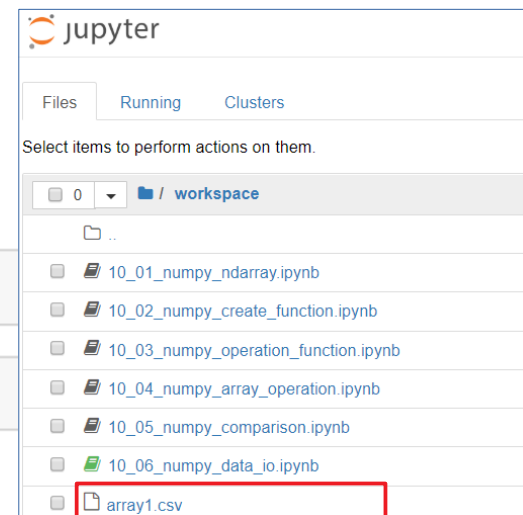 jupyter
Files Running Clusters
Select items to perform actions on them.
0 / workspace
..
10_01_numpy_ndarray.ipynb
10_02_numpy_create_function.ipynb
10_03_numpy_operation_function.ipynb
10_04_numpy_array_operation.ipynb
10_05_numpy_comparison.ipynb
10_06_numpy_data_io.ipynb
array1.csv